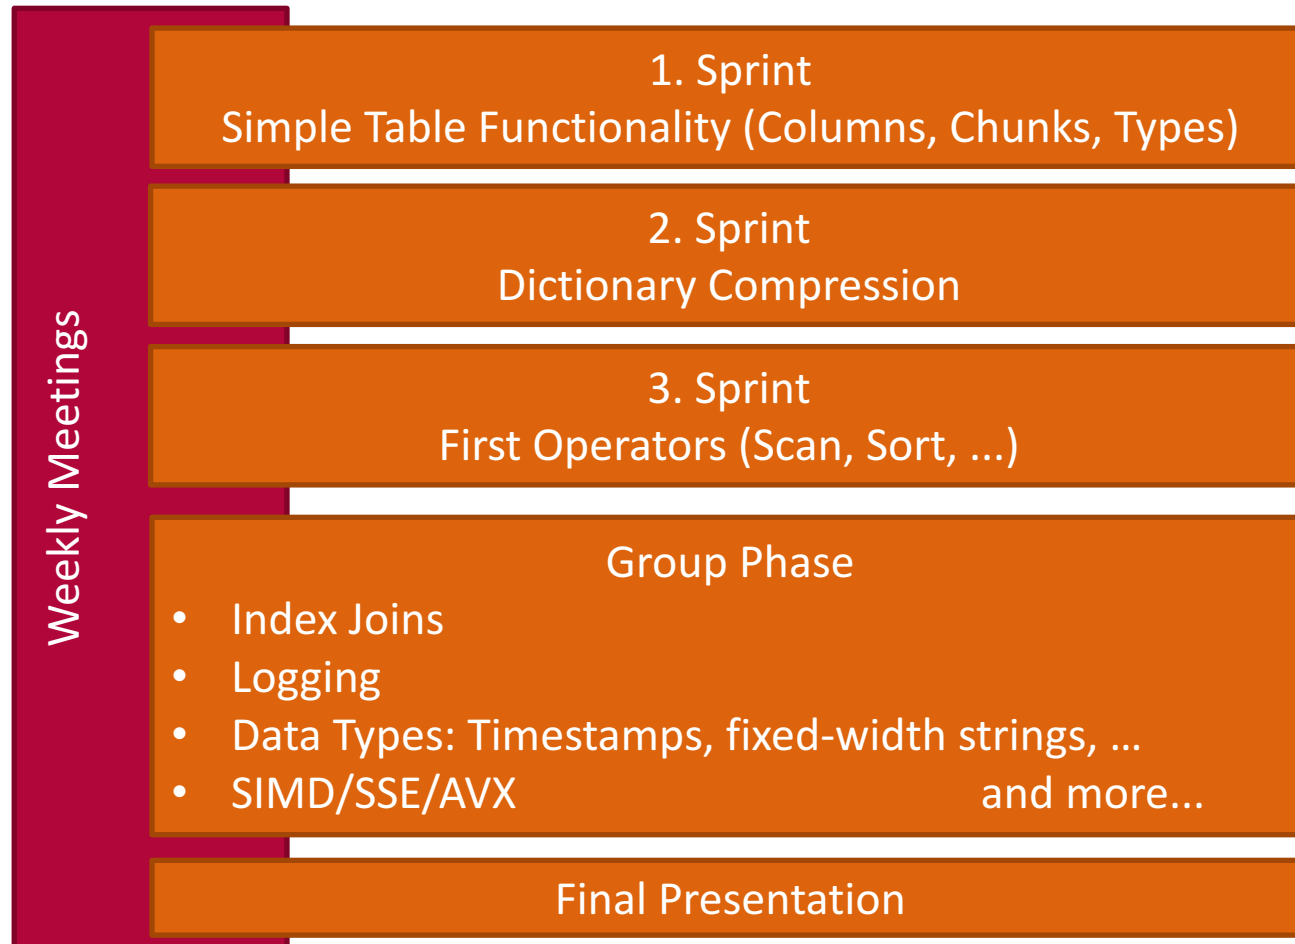 Weekly Meetings
1. Sprint
Simple Table Functionality (Columns, Chunks, Types)
2. Sprint
Dictionary Compression
3. Sprint
First Operators (Scan, Sort, ...)
Group Phase
• Index Joins
• Logging
• Data Types: Timestamps, fixed-width strings, …
• SIMD/SSE/AVX and more...
Final Presentation